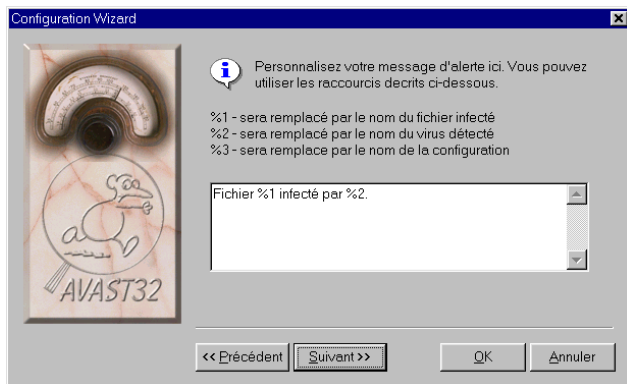 Configuration Wizard
Personnalisez votre message d'alerte ici. Vous pouvez
utiliser les raccourcis decrits ci-dessous.
%1 - sera remplacé par le nom du fichier infecté
%2 - sera remplacé par le nom du virus détecté
%3 - sera remplace par le nom de la configuration
Fichier %1 infecté par %2.
AVAST32
<< Précédent
Suivant >>
OK
Annuler